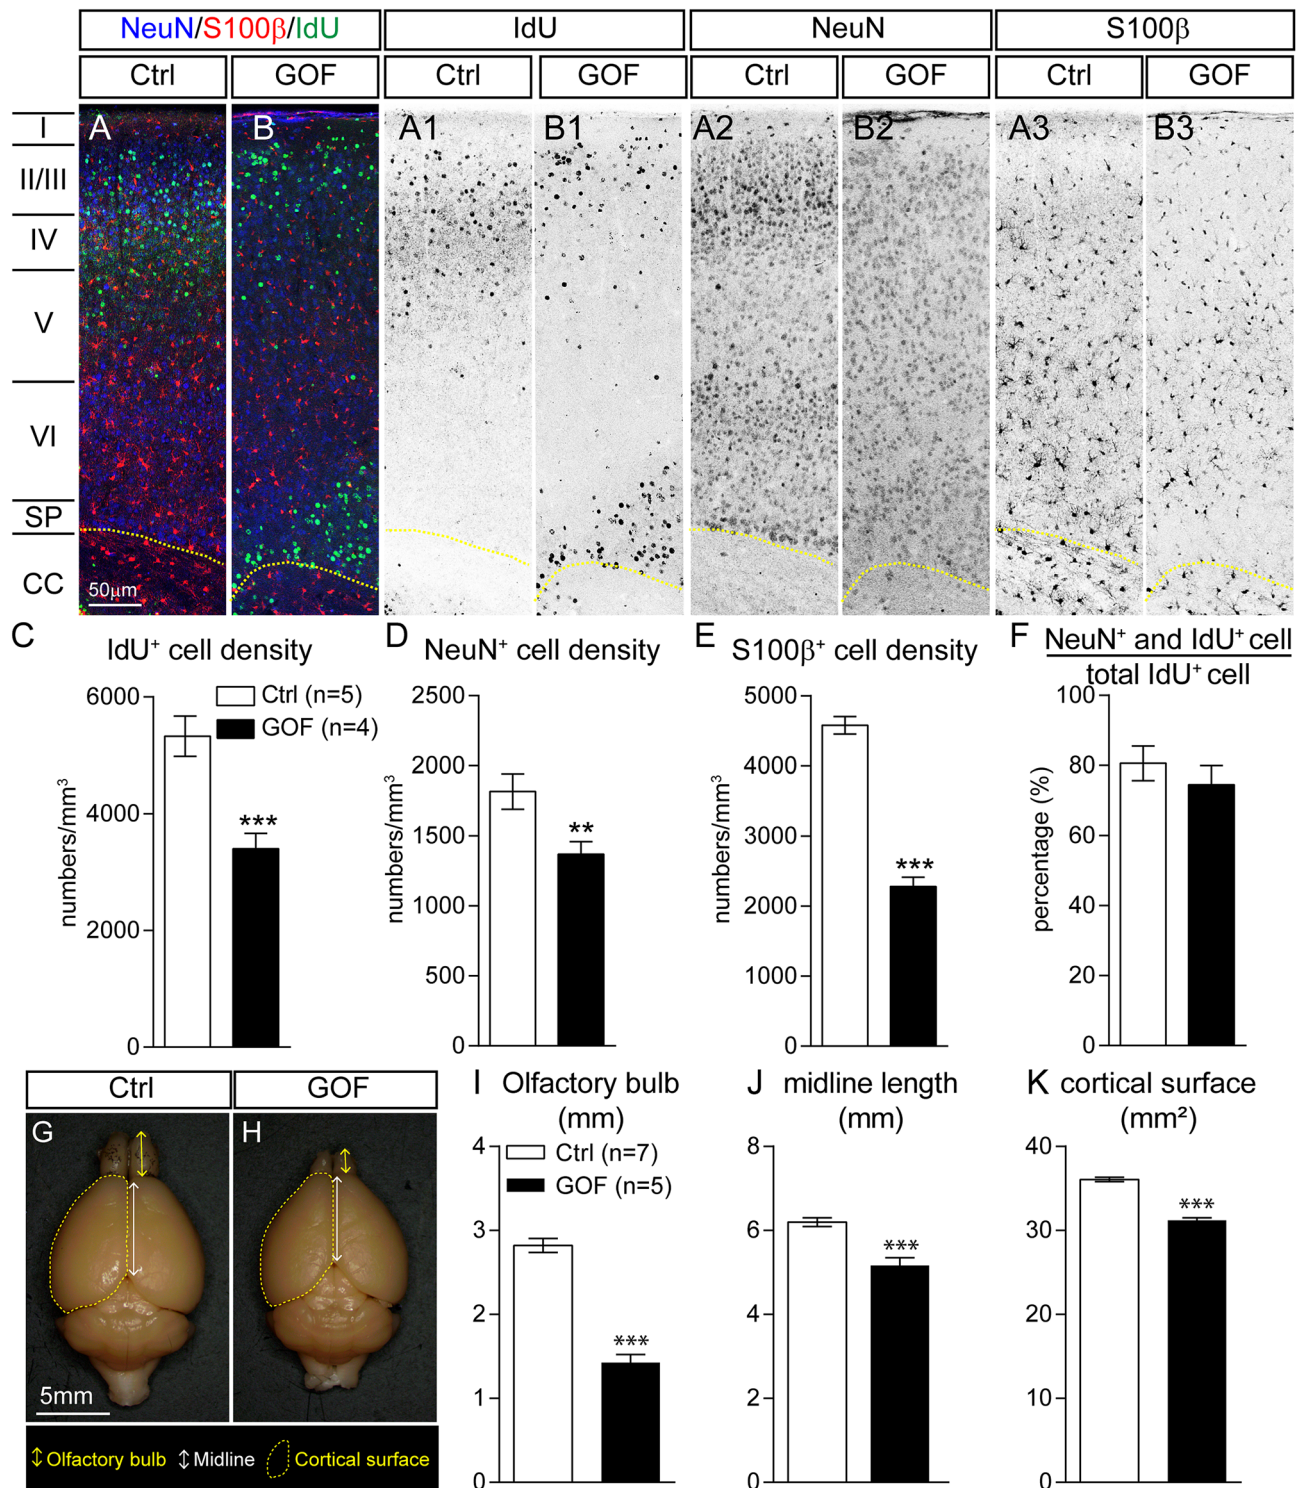 NeuN/S100β/IdU IdU NeuN S100β
Ctrl GOF Ctrl GOF Ctrl GOF Ctrl GOF
A B A1 B1 A2 B2 A3 B3
I
II/III
IV
V
VI
SP
CC
50μm
C IdU⁺ cell density
6000
4000
2000
0
numbers/mm³
Ctrl (n=5)
GOF (n=4)
***
D NeuN⁺ cell density
2500
2000
1500
1000
500
0
numbers/mm³
**
E S100β⁺ cell density
5000
4000
3000
2000
1000
0
numbers/mm³
***
F NeuN⁺ and IdU⁺ cell
total IdU⁺ cell
100
80
60
40
20
0
percentage (%)
Ctrl GOF
G H
5mm
Olfactory bulb Midline Cortical surface
I Olfactory bulb
(mm)
4
3
2
1
0
Ctrl (n=7)
GOF (n=5)
***
J midline length
(mm)
8
6
4
2
0
***
K cortical surface
(mm²)
40
30
20
10
0
***